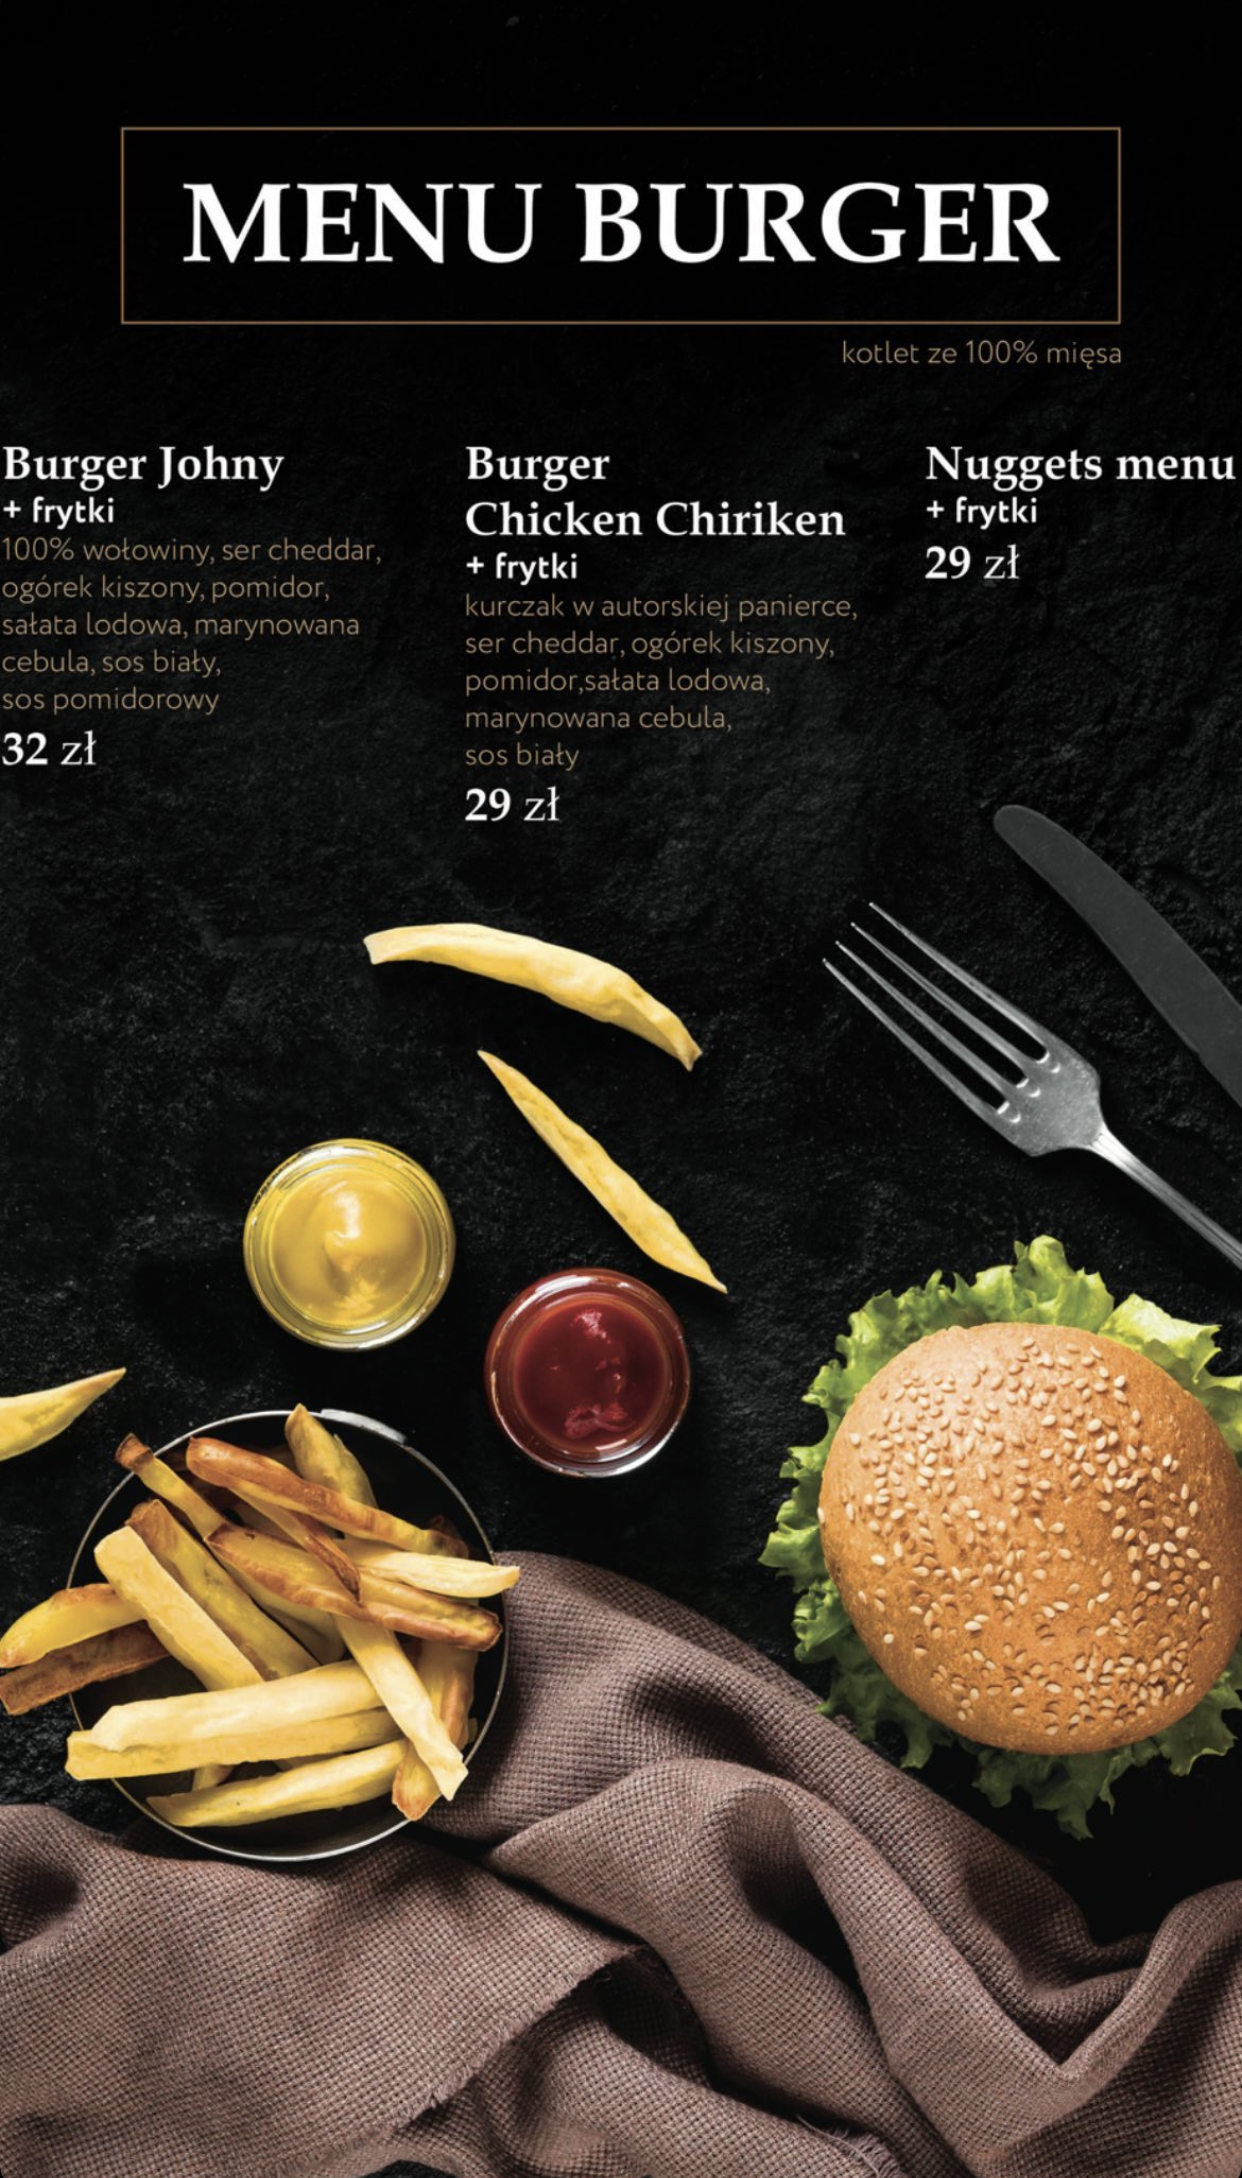 MENU BURGER
kotlet ze 100% mięsa
Burger Johny
+ frytki
100% wołowiny, ser cheddar,
ogórek kiszony, pomidor,
sałata lodowa, marynowana
cebula, sos biały,
sos pomidorowy
32 zł
Burger
Chicken Chiriken
+ frytki
kurczak w autorskiej panierce,
ser cheddar, ogórek kiszony,
pomidor,sałata lodowa,
marynowana cebula,
sos biały
29 zł
Nuggets menu
+ frytki
29 zł